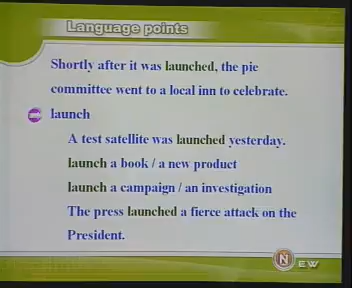 Language points
Shortly after it was launched, the pie
committee went to a local inn to celebrate.
launch
A test satellite was launched yesterday.
launch a book / a new product
launch a campaign / an investigation
The press launched a fierce attack on the
President.
N EW